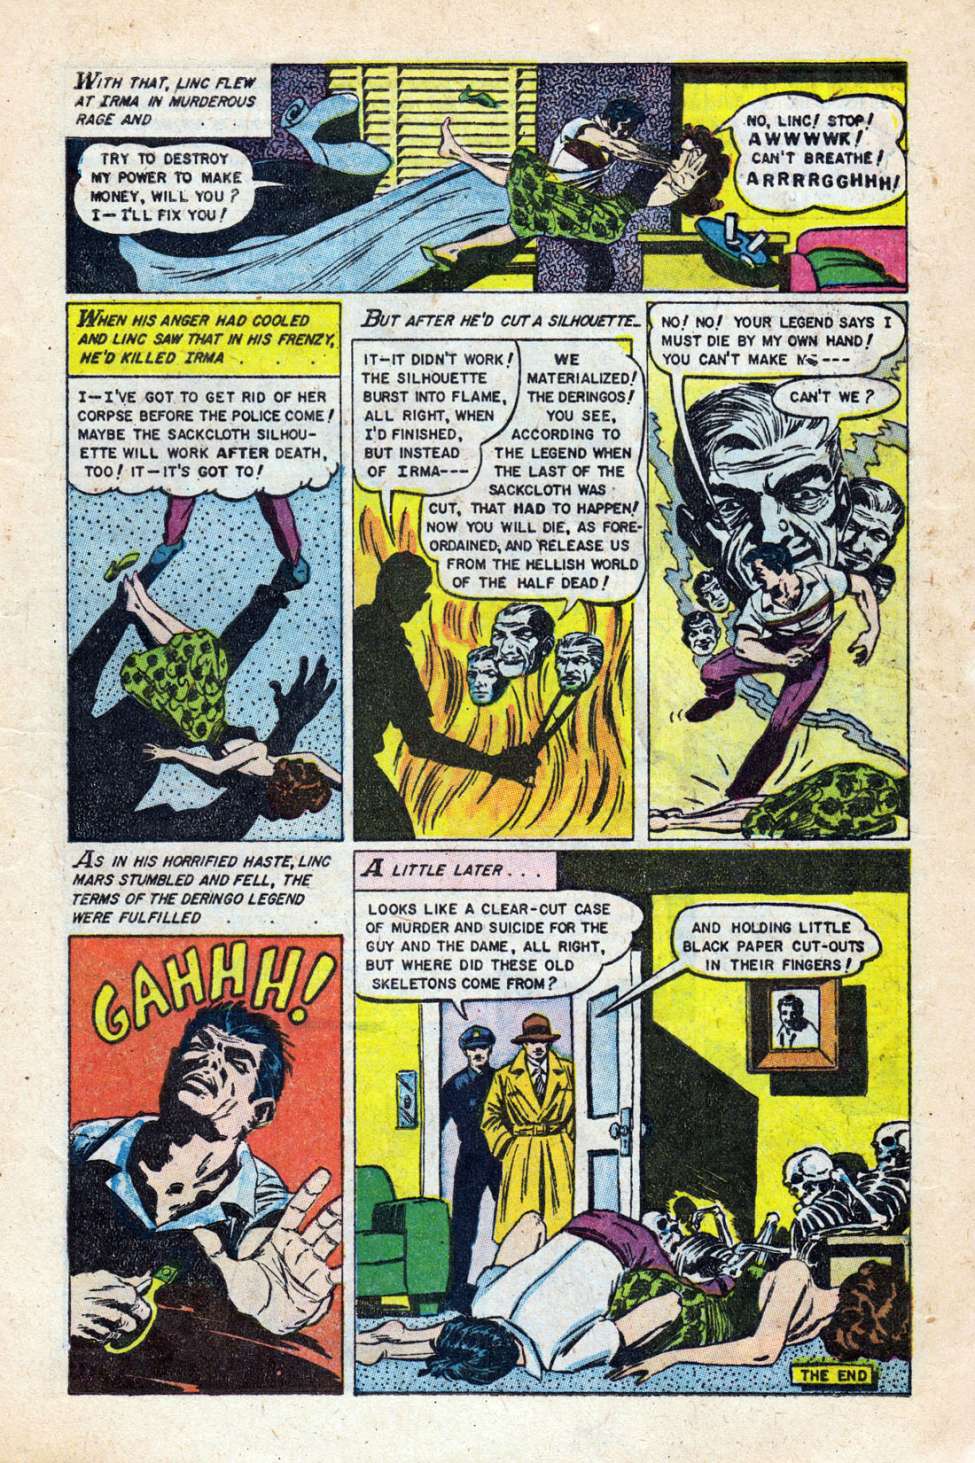 WITH THAT, LINC FLEW
AT IRMA IN MURDEROUS
RAGE AND . . .
TRY TO DESTROY
MY POWER TO MAKE
MONEY, WILL YOU?
I-I'LL FIX YOU!
NO, LINC! STOP!
AWWWWK!
CAN'T BREATHE!
ARRRRGGHHH!
WHEN HIS ANGER HAD COOLED
AND LINC SAW THAT IN HIS FRENZY,
HE'D KILLED IRMA . . .
I-I'VE GOT TO GET RID OF HER
CORPSE BEFORE THE POLICE COME!
MAYBE THE SACKCLOTH SILHOU-
ETTE WILL WORK AFTER DEATH,
TOO! IT-IT'S GOT TO!
BUT AFTER HE'D CUT A SILHOUETTE...
IT-IT DIDN'T WORK!
THE SILHOUETTE
BURST INTO FLAME,
ALL RIGHT, WHEN
I'D FINISHED,
BUT INSTEAD
OF IRMA---
WE
MATERIALIZED!
THE DERINGOS!
YOU SEE,
ACCORDING TO
THE LEGEND WHEN
THE LAST OF THE
SACKCLOTH WAS
CUT, THAT HAD TO HAPPEN!
NOW YOU WILL DIE, AS FORE-
ORDAINED, AND RELEASE US
FROM THE HELLISH WORLD
OF THE HALF DEAD!
NO! NO! YOUR LEGEND SAYS I
MUST DIE BY MY OWN HAND!
YOU CAN'T MAKE ---
CAN'T WE?
AS IN HIS HORRIFIED HASTE, LINC
MARS STUMBLED AND FELL, THE
TERMS OF THE DERINGO LEGEND
WERE FULFILLED . . .
GAHHH!
A LITTLE LATER . . .
LOOKS LIKE A CLEAR-CUT CASE
OF MURDER AND SUICIDE FOR THE
GUY AND THE DAME, ALL RIGHT,
BUT WHERE DID THESE OLD
SKELETONS COME FROM?
AND HOLDING LITTLE
BLACK PAPER CUT-OUTS
IN THEIR FINGERS!
THE END